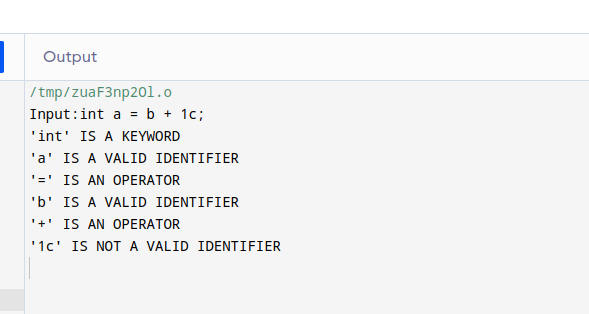 Output
/tmp/zuaF3np2Ol.o
Input:int a = b + 1c;
'int' IS A KEYWORD
'a' IS A VALID IDENTIFIER
'=' IS AN OPERATOR
'b' IS A VALID IDENTIFIER
'+' IS AN OPERATOR
'1c' IS NOT A VALID IDENTIFIER